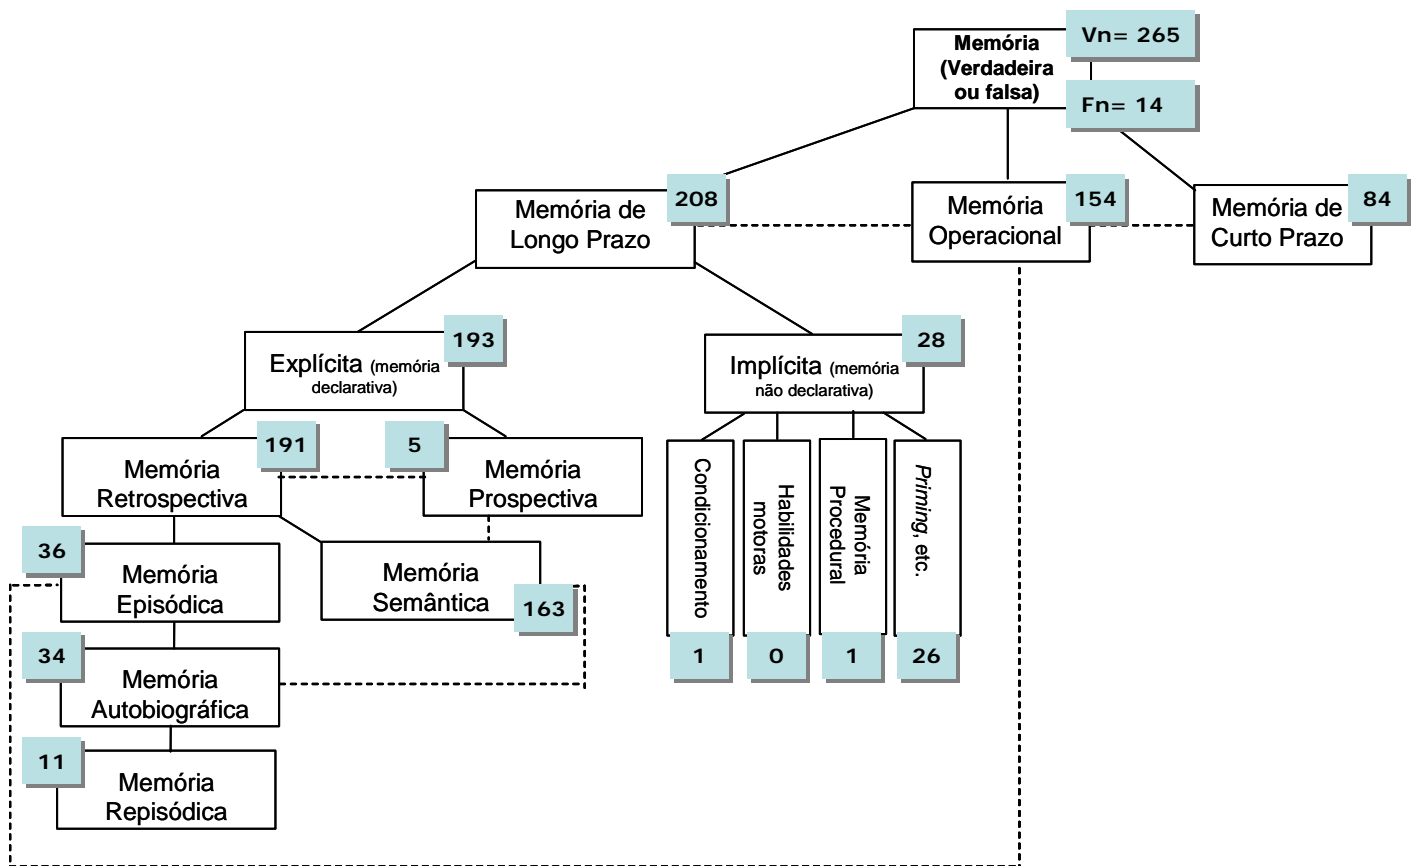 Memória
(Verdadeira
ou falsa)
Vn= 265
Fn= 14
Memória de
Longo Prazo
208
Memória
Operacional
154
Memória de
Curto Prazo
84
Explícita (memória
declarativa)
193
Implícita (memória
não declarativa)
28
Memória
Retrospectiva
191
5
Memória
Prospectiva
Condicionamento
1
Habilidades
motoras
0
Memória
Procedural
1
Priming, etc.
26
36
Memória
Episódica
Memória
Semântica
163
34
Memória
Autobiográfica
11
Memória
Repisódica